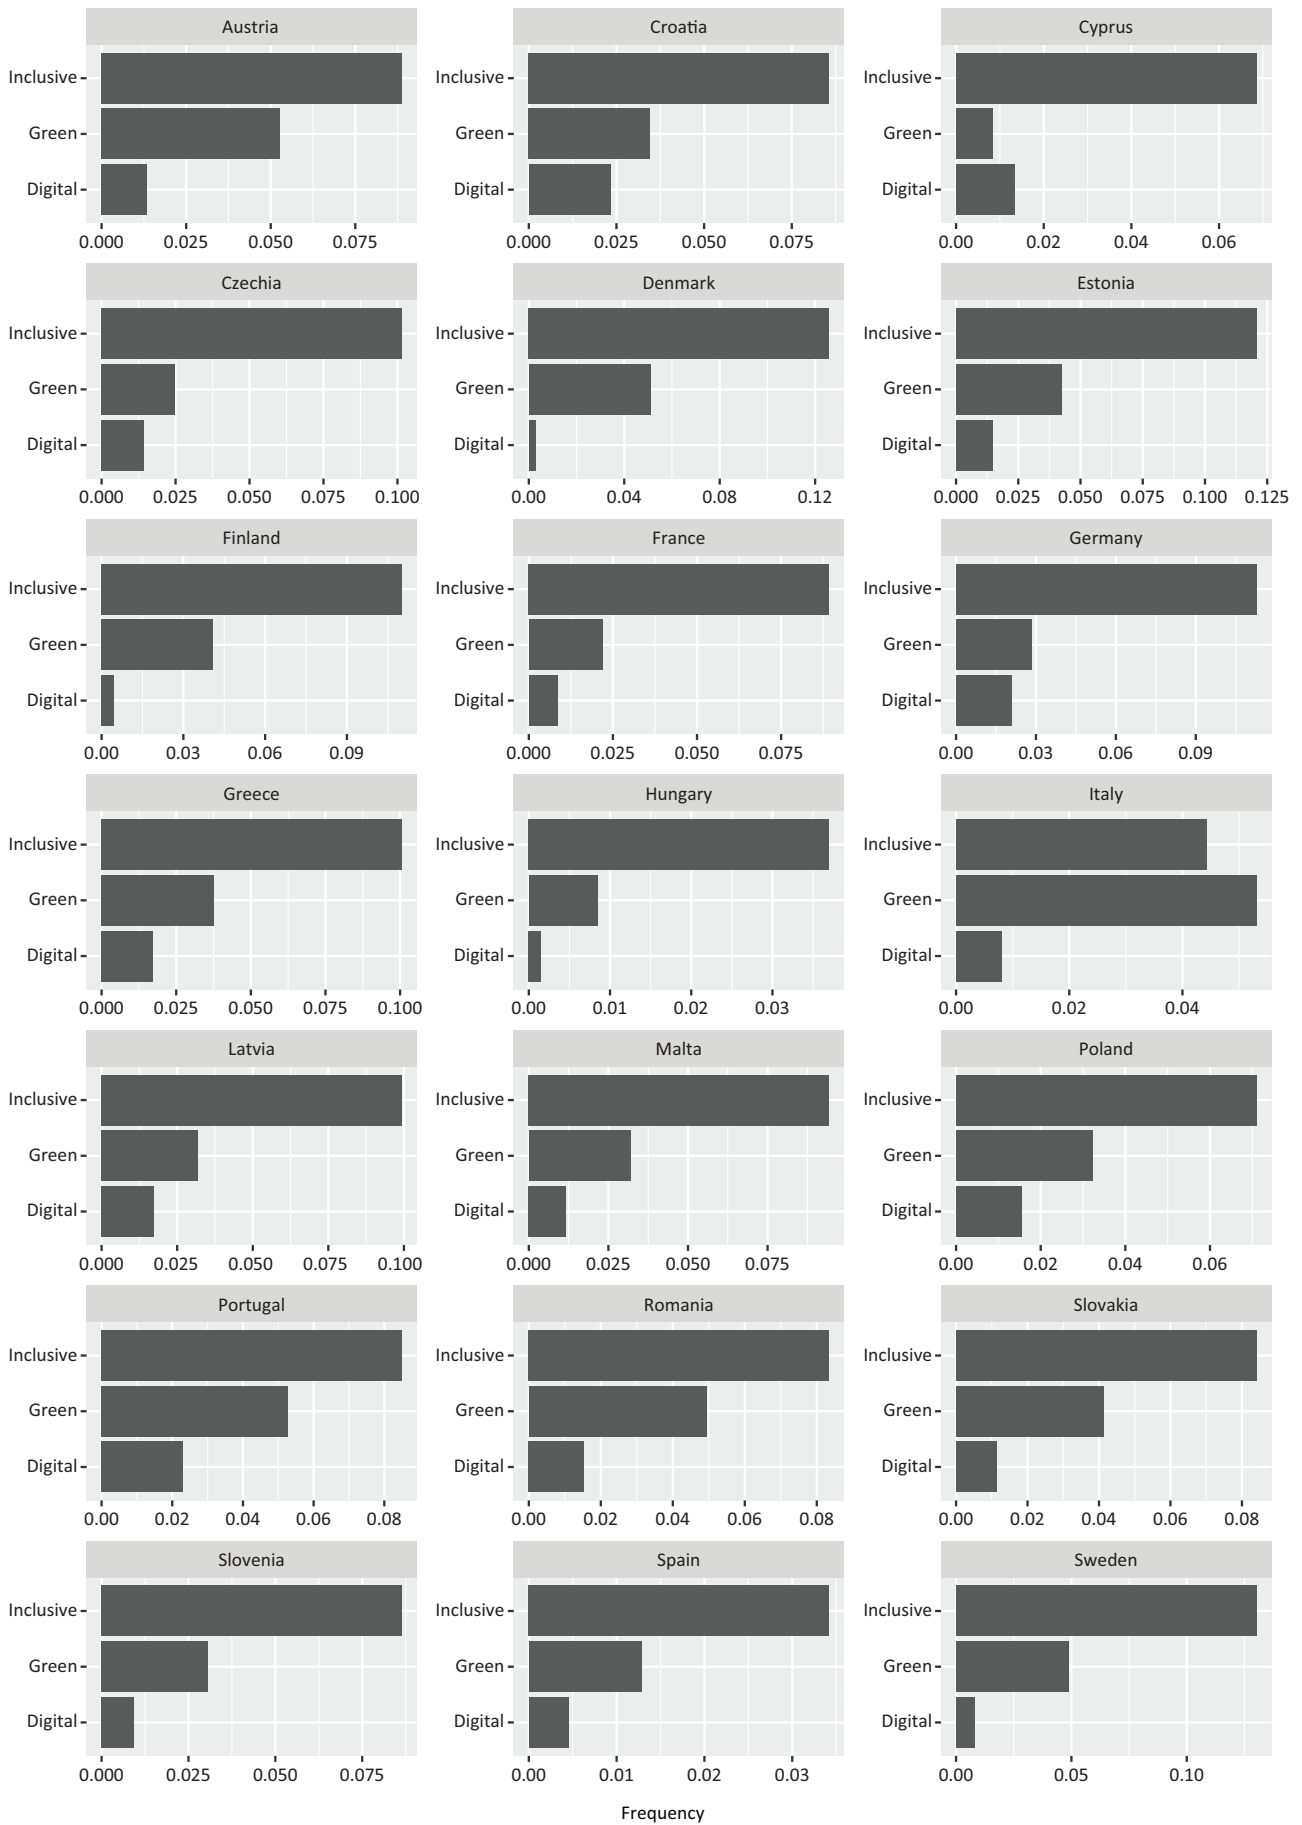 Austria
Croatia
Cyprus
Inclusive
Green
Digital
0.000 0.025 0.050 0.075
Inclusive
Green
Digital
0.000 0.025 0.050 0.075
Inclusive
Green
Digital
0.00 0.02 0.04 0.06
Czechia
Denmark
Estonia
Inclusive
Green
Digital
0.000 0.025 0.050 0.075 0.100
Inclusive
Green
Digital
0.00 0.04 0.08 0.12
Inclusive
Green
Digital
0.000 0.025 0.050 0.075 0.100 0.125
Finland
France
Germany
Inclusive
Green
Digital
0.00 0.03 0.06 0.09
Inclusive
Green
Digital
0.000 0.025 0.050 0.075
Inclusive
Green
Digital
0.00 0.03 0.06 0.09
Greece
Hungary
Italy
Inclusive
Green
Digital
0.000 0.025 0.050 0.075 0.100
Inclusive
Green
Digital
0.00 0.01 0.02 0.03
Inclusive
Green
Digital
0.00 0.02 0.04
Latvia
Malta
Poland
Inclusive
Green
Digital
0.000 0.025 0.050 0.075 0.100
Inclusive
Green
Digital
0.000 0.025 0.050 0.075
Inclusive
Green
Digital
0.00 0.02 0.04 0.06
Portugal
Romania
Slovakia
Inclusive
Green
Digital
0.00 0.02 0.04 0.06 0.08
Inclusive
Green
Digital
0.00 0.02 0.04 0.06 0.08
Inclusive
Green
Digital
0.00 0.02 0.04 0.06 0.08
Slovenia
Spain
Sweden
Inclusive
Green
Digital
0.000 0.025 0.050 0.075
Inclusive
Green
Digital
0.00 0.01 0.02 0.03
Inclusive
Green
Digital
0.00 0.05 0.10
Frequency